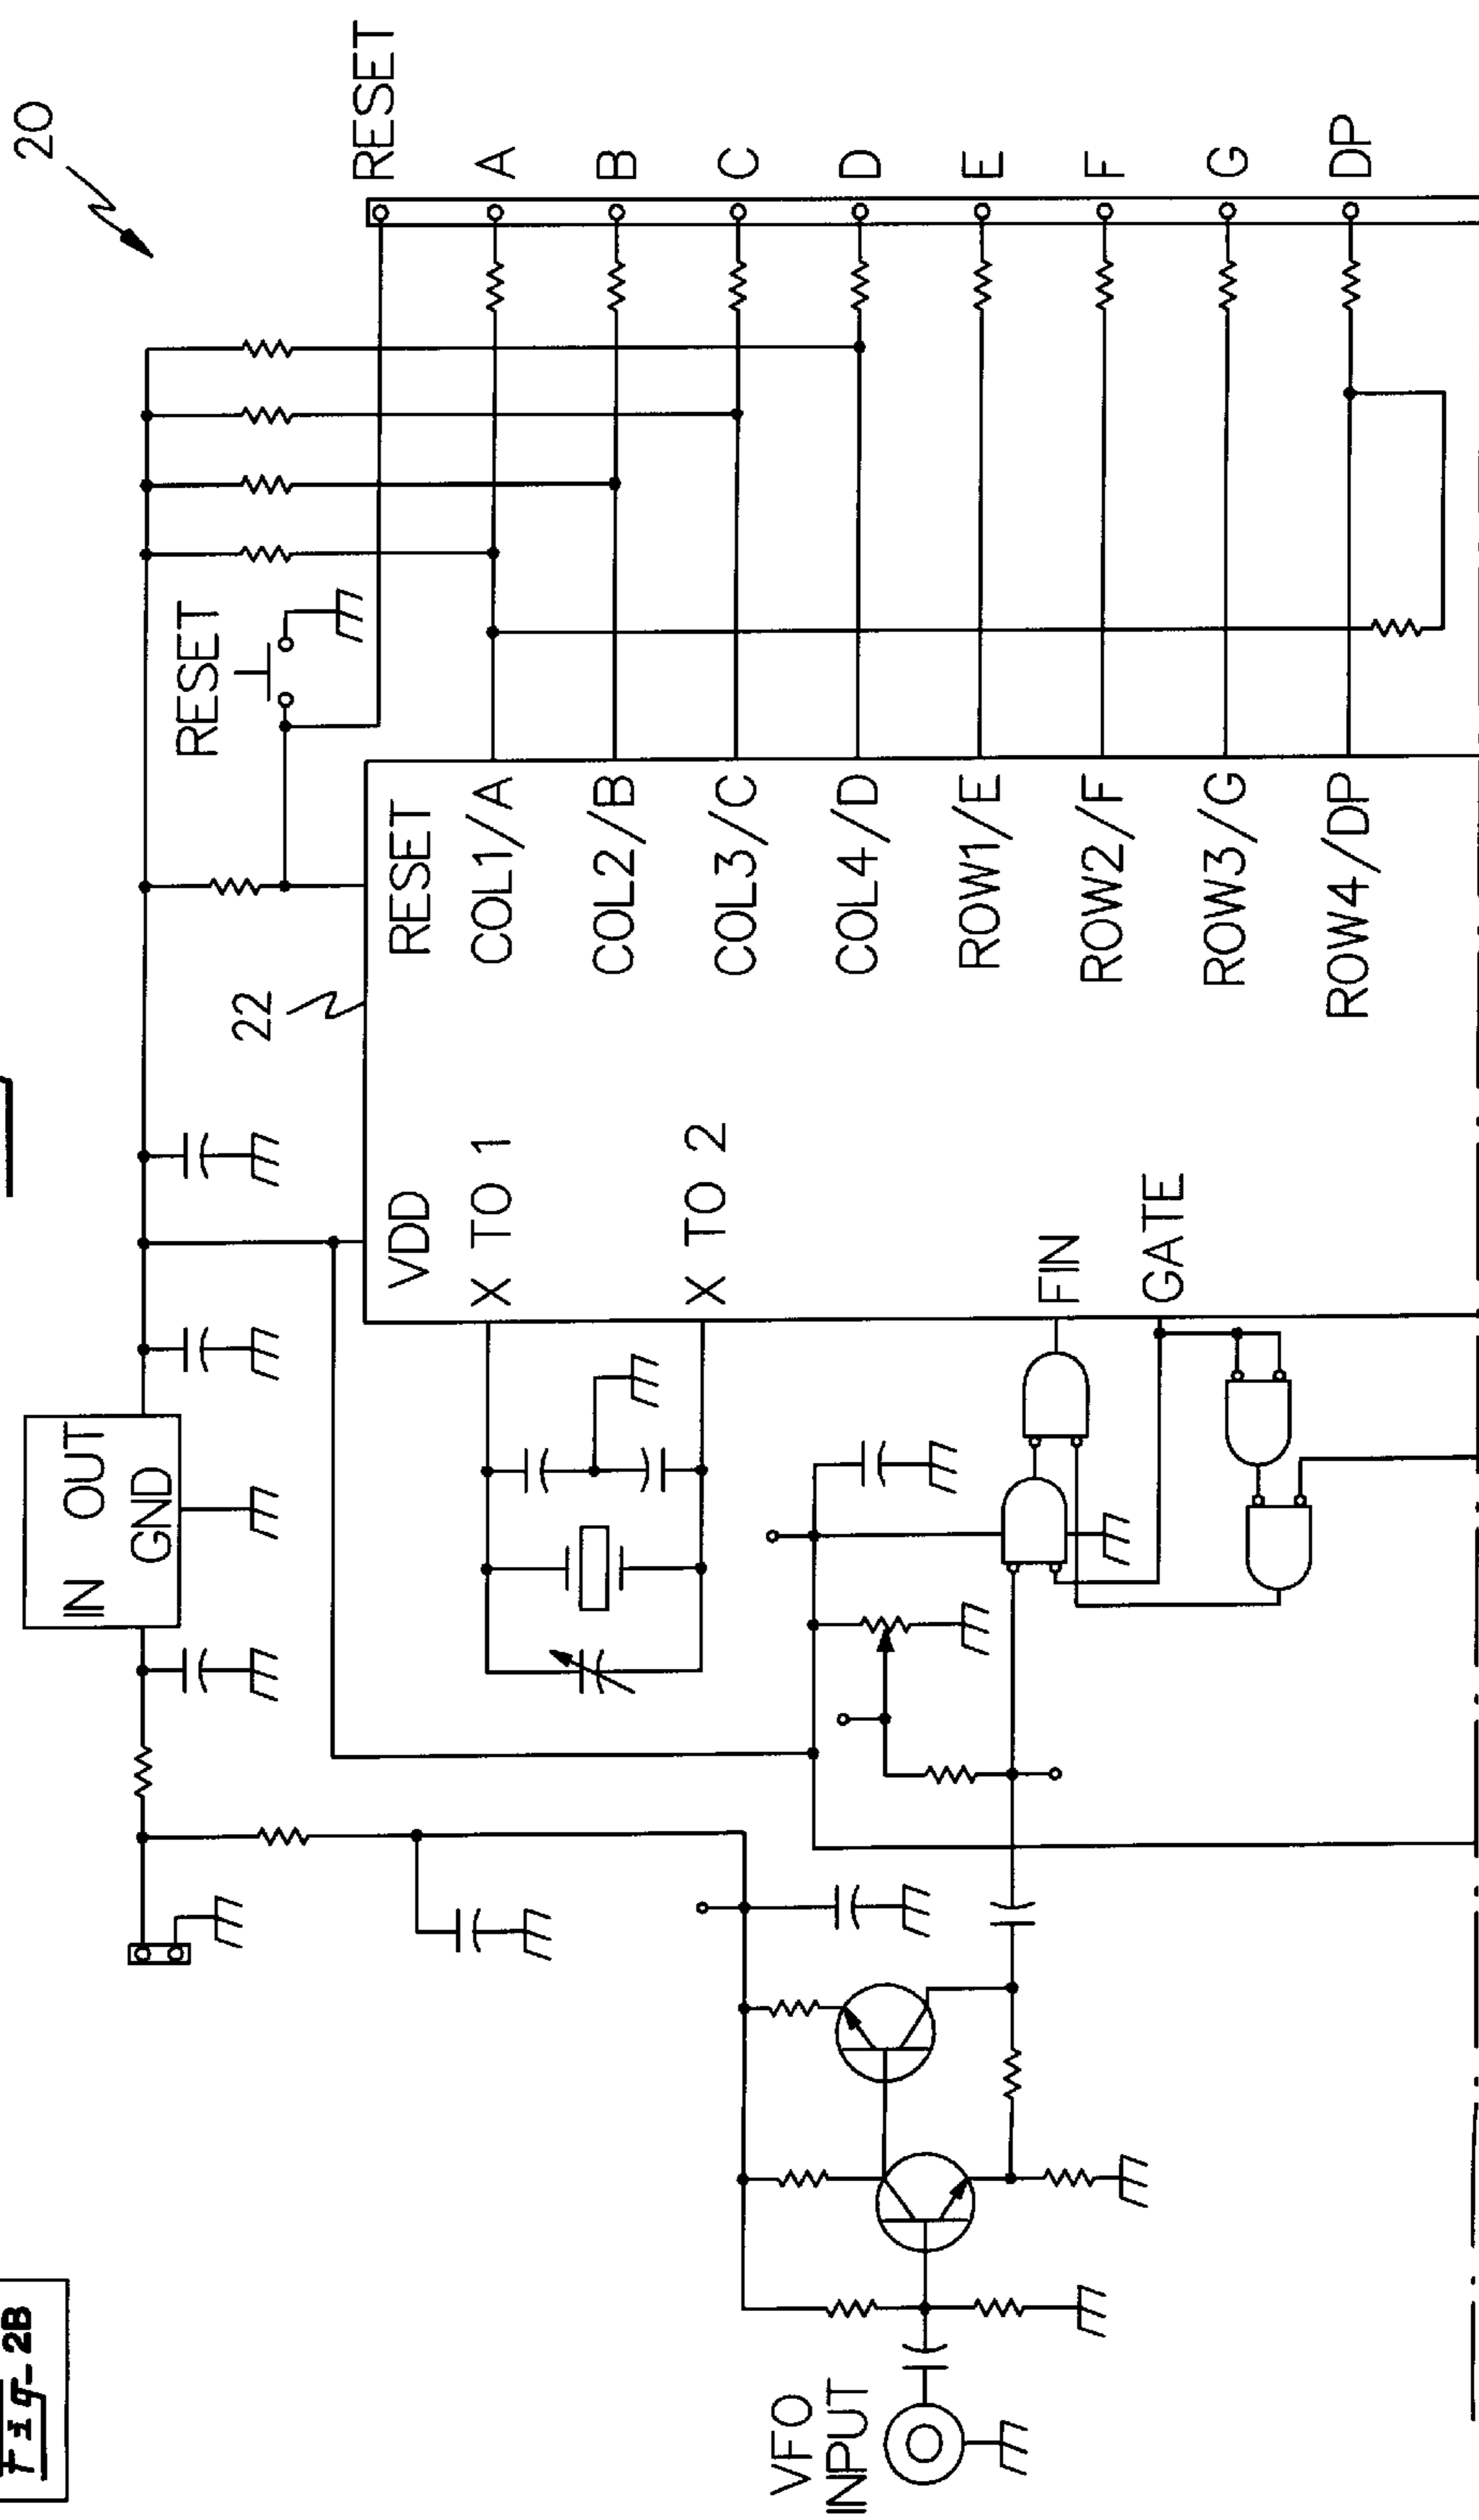 Fig-2B
20
RESET
A
B
C
D
E
F
G
DP
RESET
22
IN
OUT
GND
VDD
RESET
X TO 1
COL1/A
COL2/B
X TO 2
COL3/C
COL4/D
ROW1/E
FIN
ROW2/F
GATE
ROW3/G
ROW4/DP
VFO
INPUT